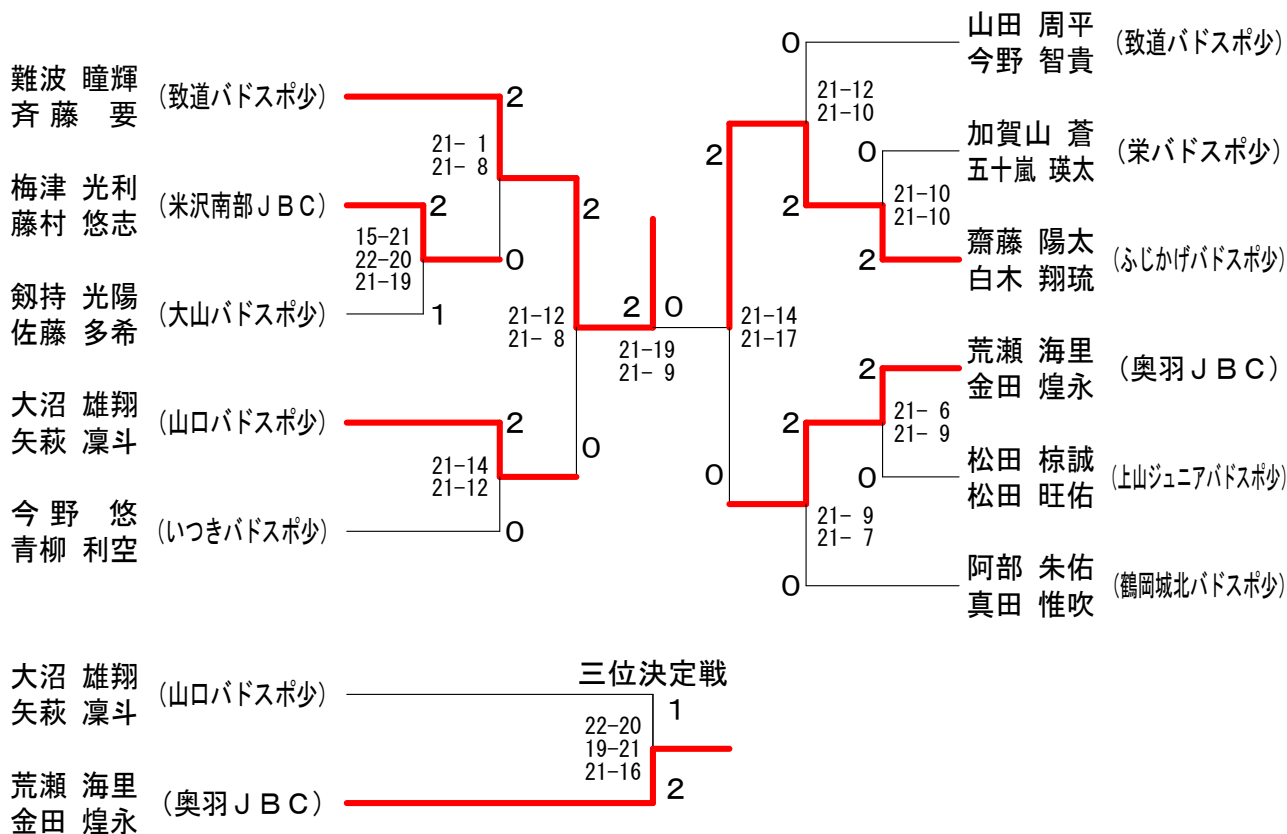 難波 瞳輝
斉藤 要
(致道バドスポ少)
2
21- 1
21- 8
梅津 光利
藤村 悠志
(米沢南部JBC)
2
15-21
22-20
21-19
0
2
剱持 光陽
佐藤 多希
(大山バドスポ少)
1
21-12
21- 8
大沼 雄翔
矢萩 凜斗
(山口バドスポ少)
2
21-14
21-12
0
今野 悠
青柳 利空
(いつきバドスポ少)
0
2
0
21-19
21- 9
山田 周平
今野 智貴
(致道バドスポ少)
0
21-12
21-10
加賀山 蒼
五十嵐 瑛太
(栄バドスポ少)
0
2
21-10
21-10
2
齋藤 陽太
白木 翔琉
(ふじかげバドスポ少)
2
21-14
21-17
荒瀬 海里
金田 煌永
(奥羽JBC)
2
21- 6
21- 9
2
松田 椋誠
松田 旺佑
(上山ジュニアバドスポ少)
0
0
21- 9
21- 7
阿部 朱佑
真田 惟吹
(鶴岡城北バドスポ少)
0
三位決定戦
大沼 雄翔
矢萩 凜斗
(山口バドスポ少)
1
22-20
19-21
21-16
荒瀬 海里
金田 煌永
(奥羽JBC)
2